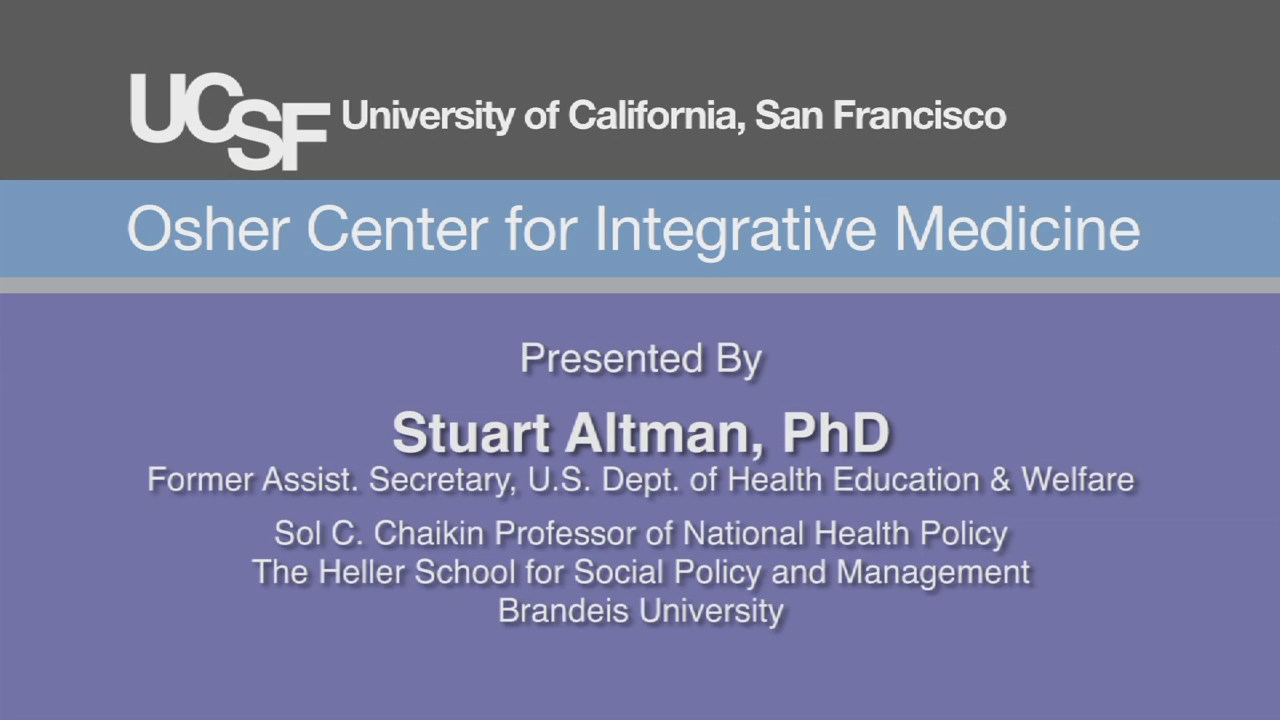 UCSF University of California, San Francisco
Osher Center for Integrative Medicine
Presented By
Stuart Altman, PhD
Former Assist. Secretary, U.S. Dept. of Health Education & Welfare
Sol C. Chaikin Professor of National Health Policy
The Heller School for Social Policy and Management
Brandeis University